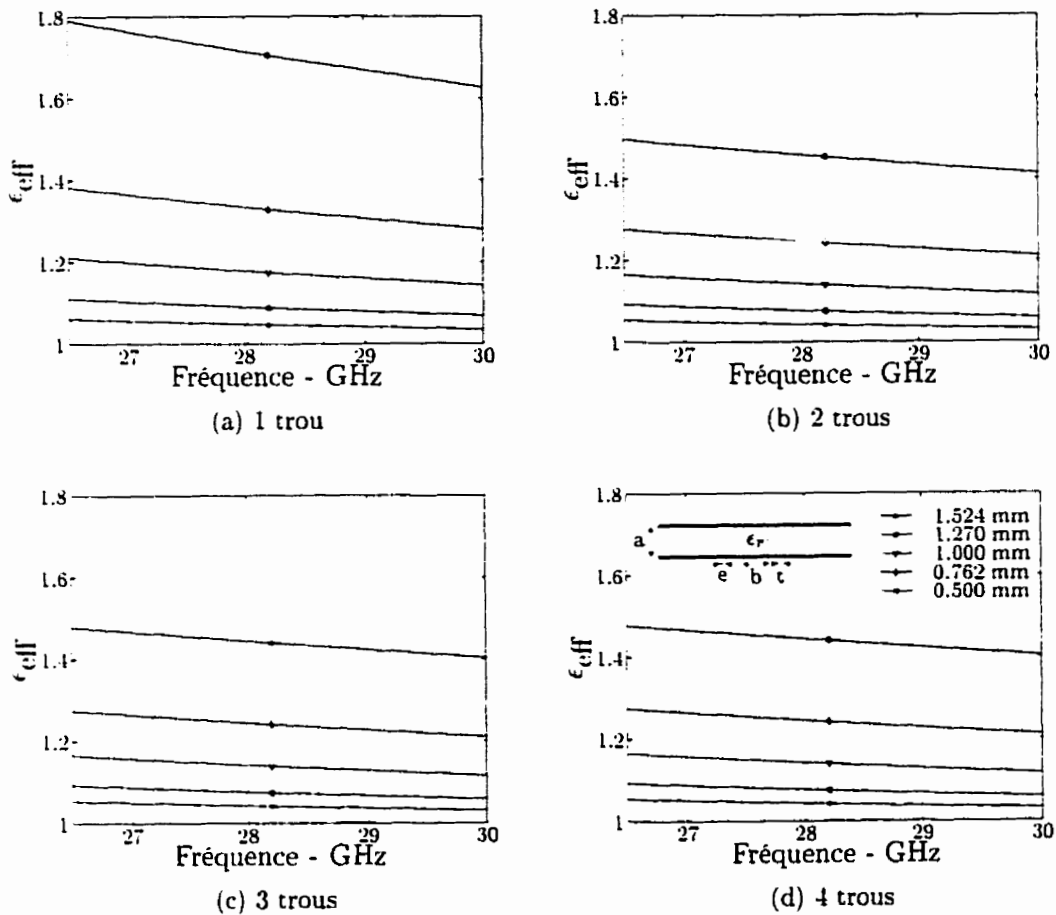 1.8
1.6
1.4
1.2
1
ϵeff
27 28 29 30
Fréquence - GHz
(a) 1 trou
1.8
1.6
1.4
1.2
1
ϵeff
27 28 29 30
Fréquence - GHz
(b) 2 trous
1.8
1.6
1.4
1.2
1
ϵeff
27 28 29 30
Fréquence - GHz
(c) 3 trous
1.8
1.6
1.4
1.2
1
ϵeff
a
ϵr
e b t
1.524 mm
1.270 mm
1.000 mm
0.762 mm
0.500 mm
27 28 29 30
Fréquence - GHz
(d) 4 trous